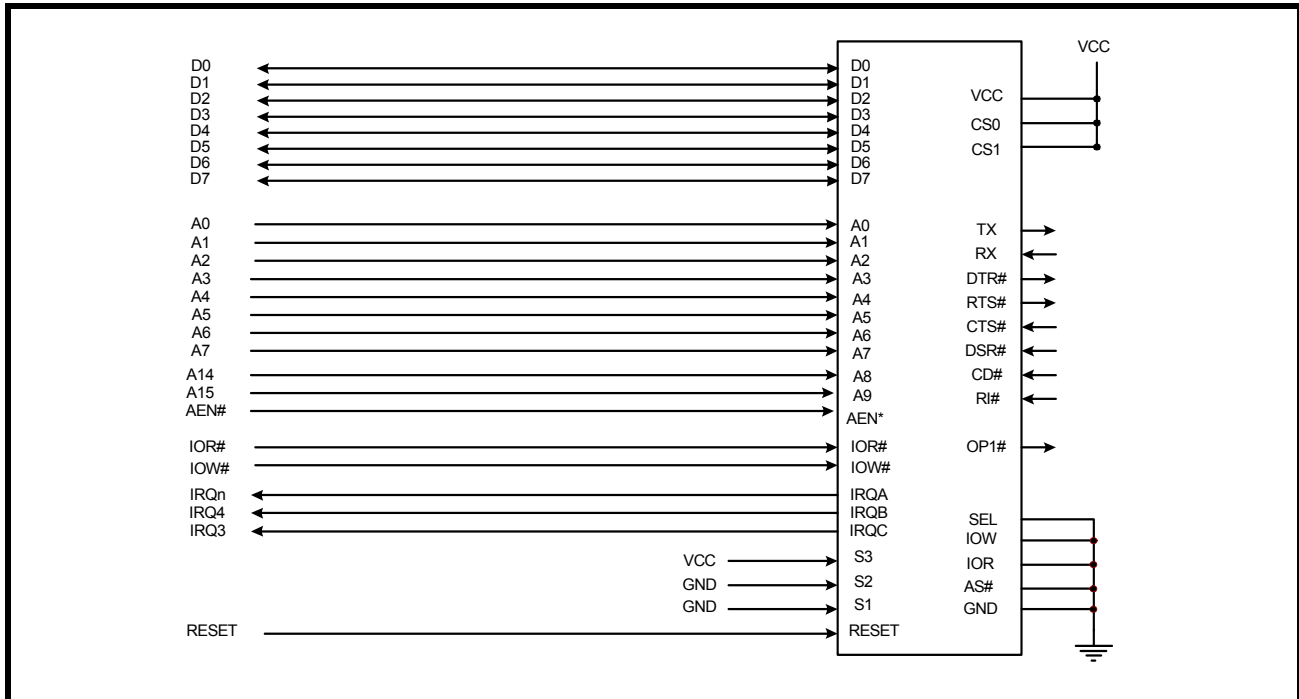 VCC
D0 D0
D1 D1
D2 D2
D3 D3
D4 D4
D5 D5
D6 D6
D7 D7
VCC
CS0
CS1
A0 A0
A1 A1
A2 A2
A3 A3
A4 A4
A5 A5
A6 A6
A7 A7
A14 A8
A15 A9
AEN# AEN*
TX
RX
DTR#
RTS#
CTS#
DSR#
CD#
RI#
IOR# IOR#
IOW# IOW#
OP1#
IRQn IRQA
IRQ4 IRQB
IRQ3 IRQC
VCC S3
GND S2
GND S1
RESET RESET
SEL
IOW
IOR
AS#
GND